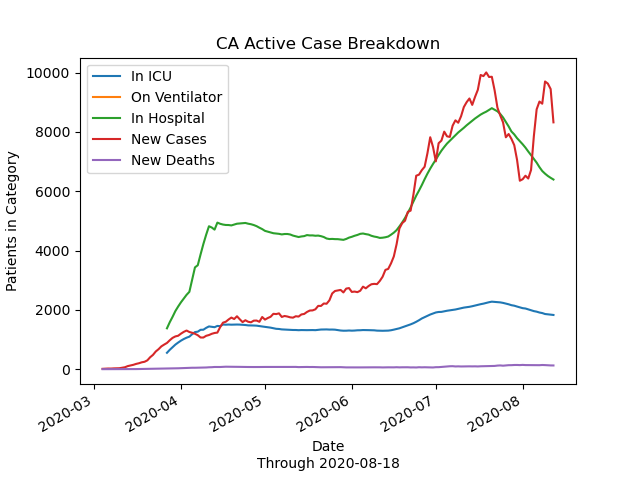 CA Active Case Breakdown
In ICU
On Ventilator
In Hospital
New Cases
New Deaths
Patients in Category
10000
8000
6000
4000
2000
0
2020-03
2020-04
2020-05
2020-06
2020-07
2020-08
Date
Through 2020-08-18